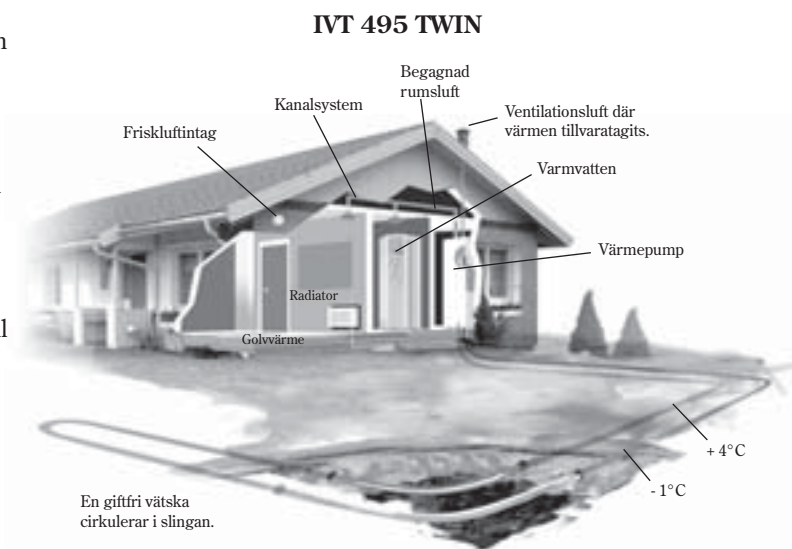 IVT 495 TWIN
Begagnad
rumsluft
Kanalsystem
Ventilationsluft där
värmen tillvaratagits.
Friskluftintag
Varmvatten
Värmepump
Radiator
Golvvärme
+ 4°C
- 1°C
En giftfri vätska
cirkulerar i slingan.